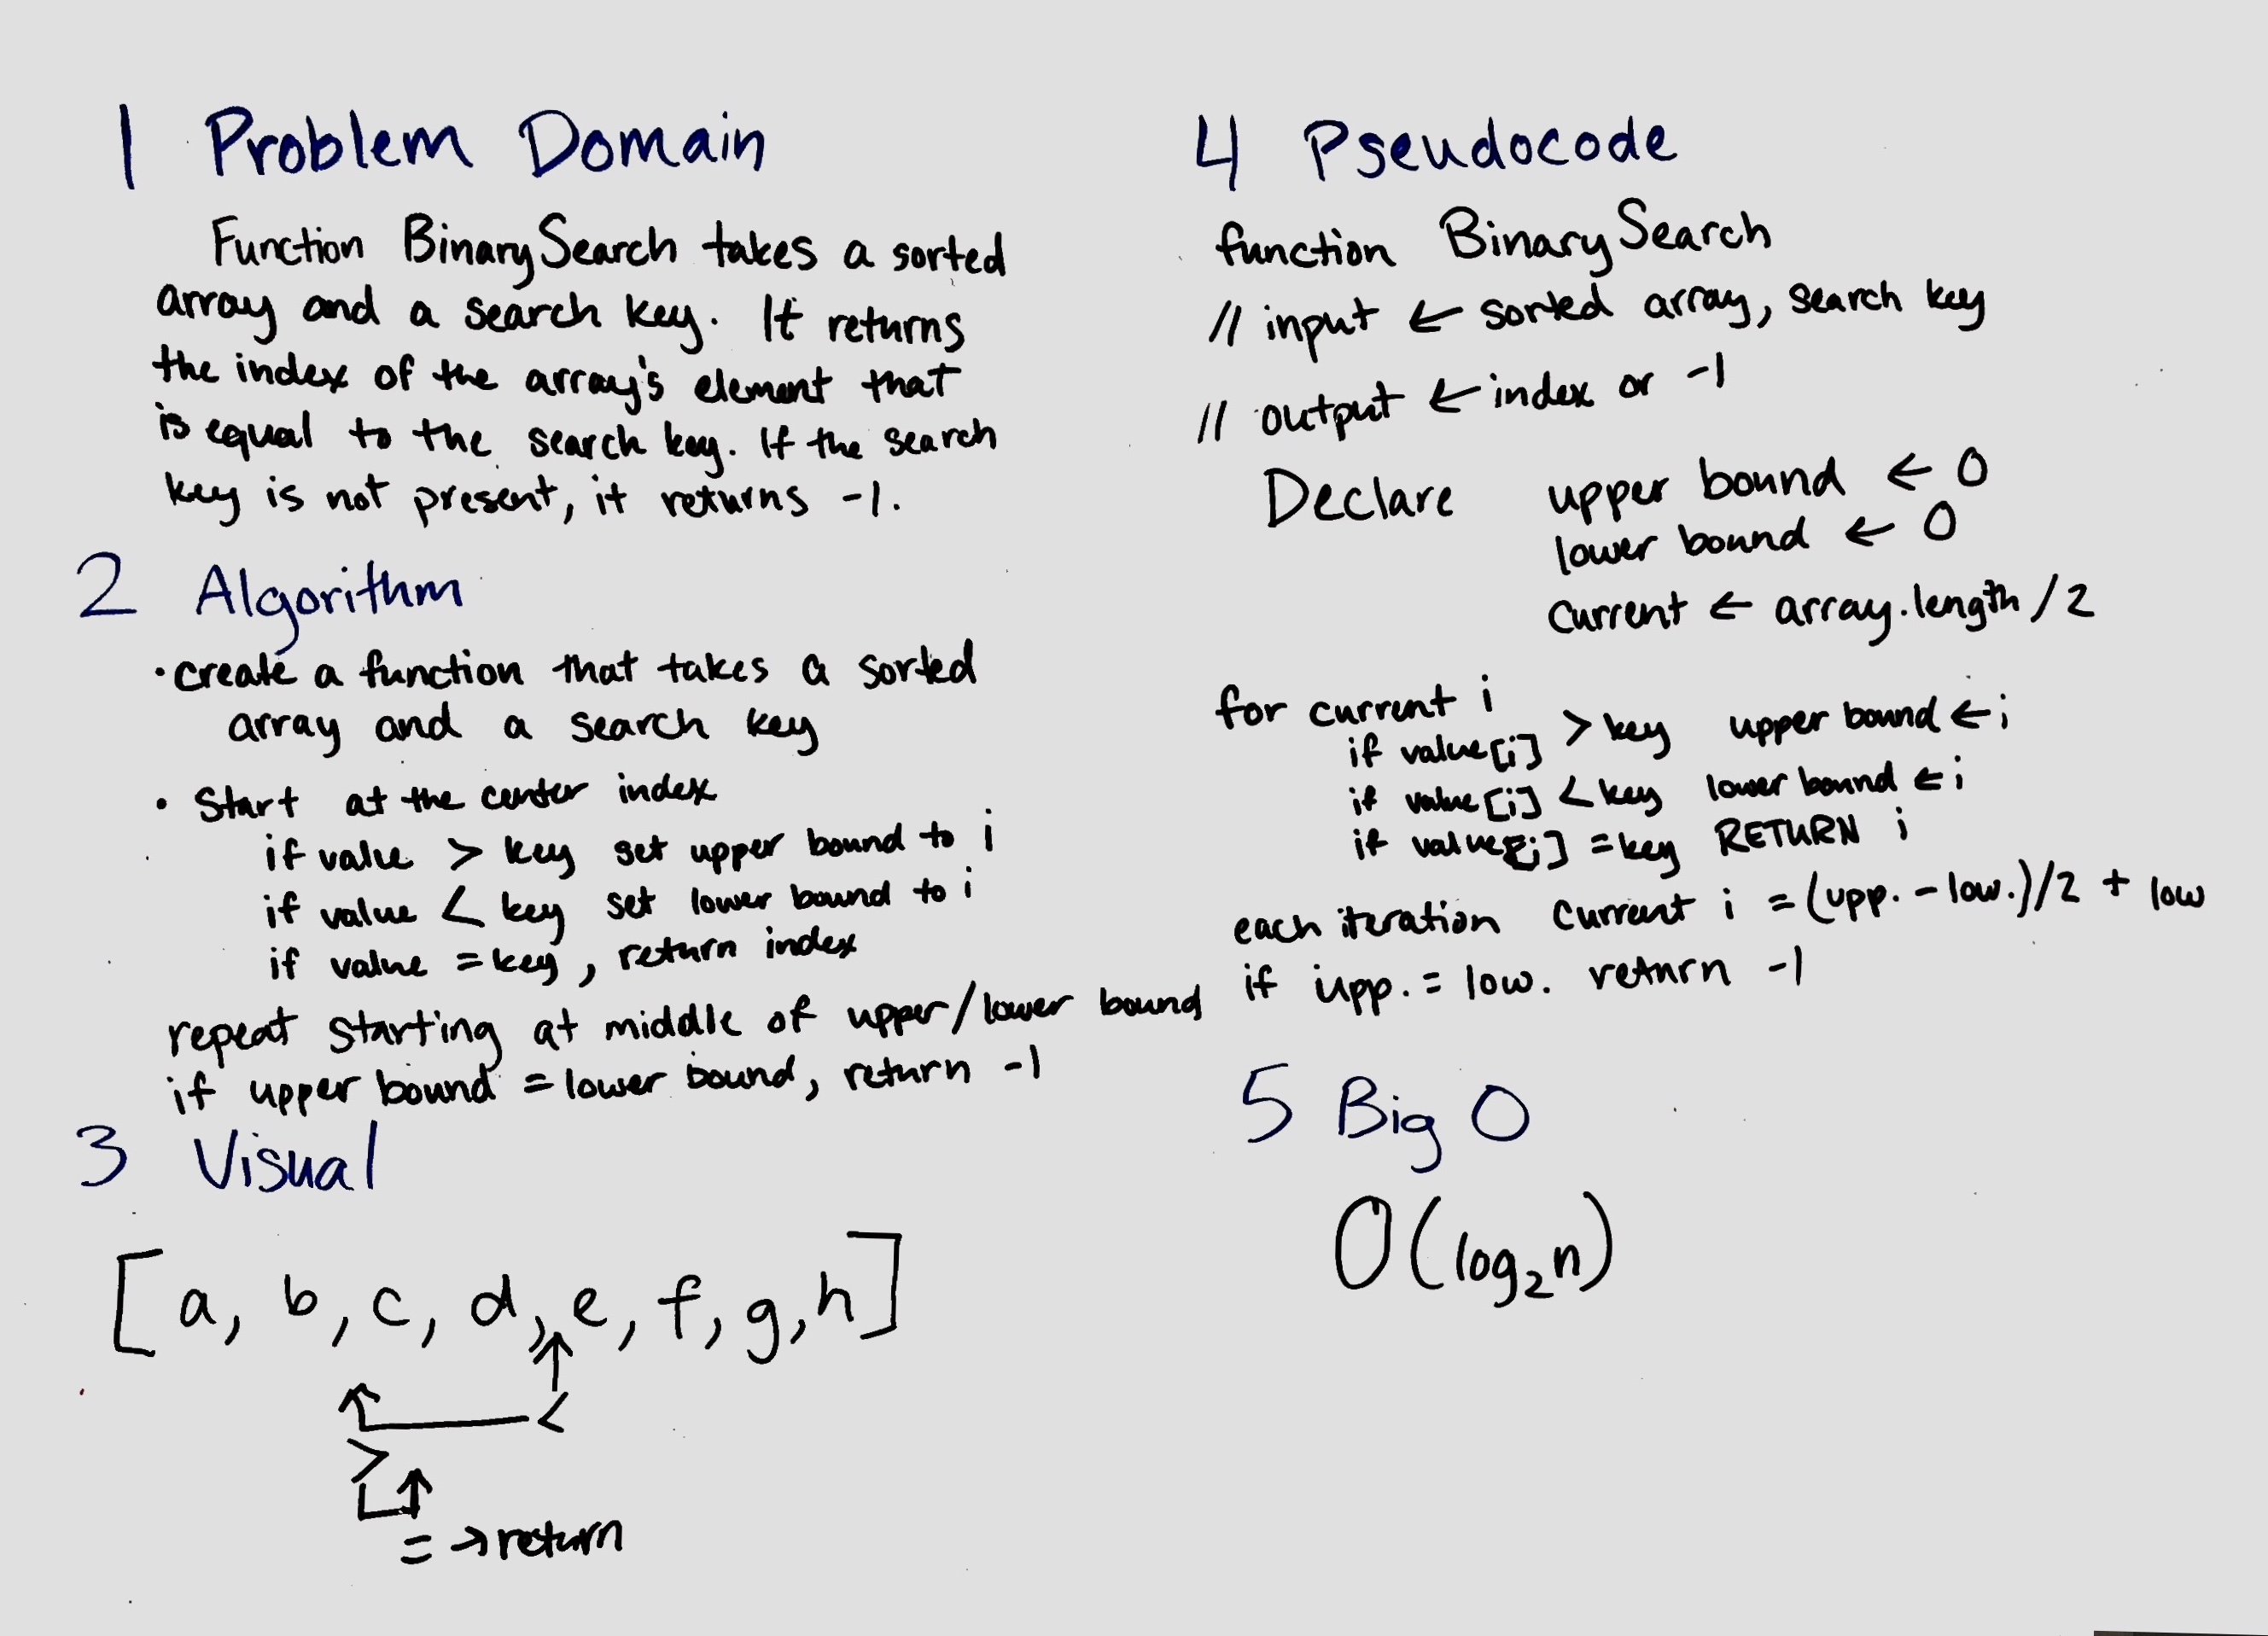 1 Problem Domain
Function BinarySearch takes a sorted
array and a search key. It returns
the index of the array's element that
is equal to the search key. If the search
key is not present, it returns -1.
2 Algorithm
• create a function that takes a sorted
array and a search key
• Start at the center index
if value > key set upper bound to i
if value < key set lower bound to i
if value = key, return index
repeat starting at middle of upper/lower bound
if upper bound = lower bound, return -1
3 Visual
[a, b, c, d, e, f, g, h]
<
>
= → return
4 Pseudocode
function BinarySearch
// input ← sorted array, search key
// output ← index or -1
Declare upper bound ← 0
lower bound ← 0
current ← array.length /2
for current i
if value[i] > key upper bound ← i
if value[i] < key lower bound ← i
if value[i] = key RETURN i
each iteration current i = (upp. - low.)/2 + low
if upp. = low. return -1
5 Big O
O(log₂n)